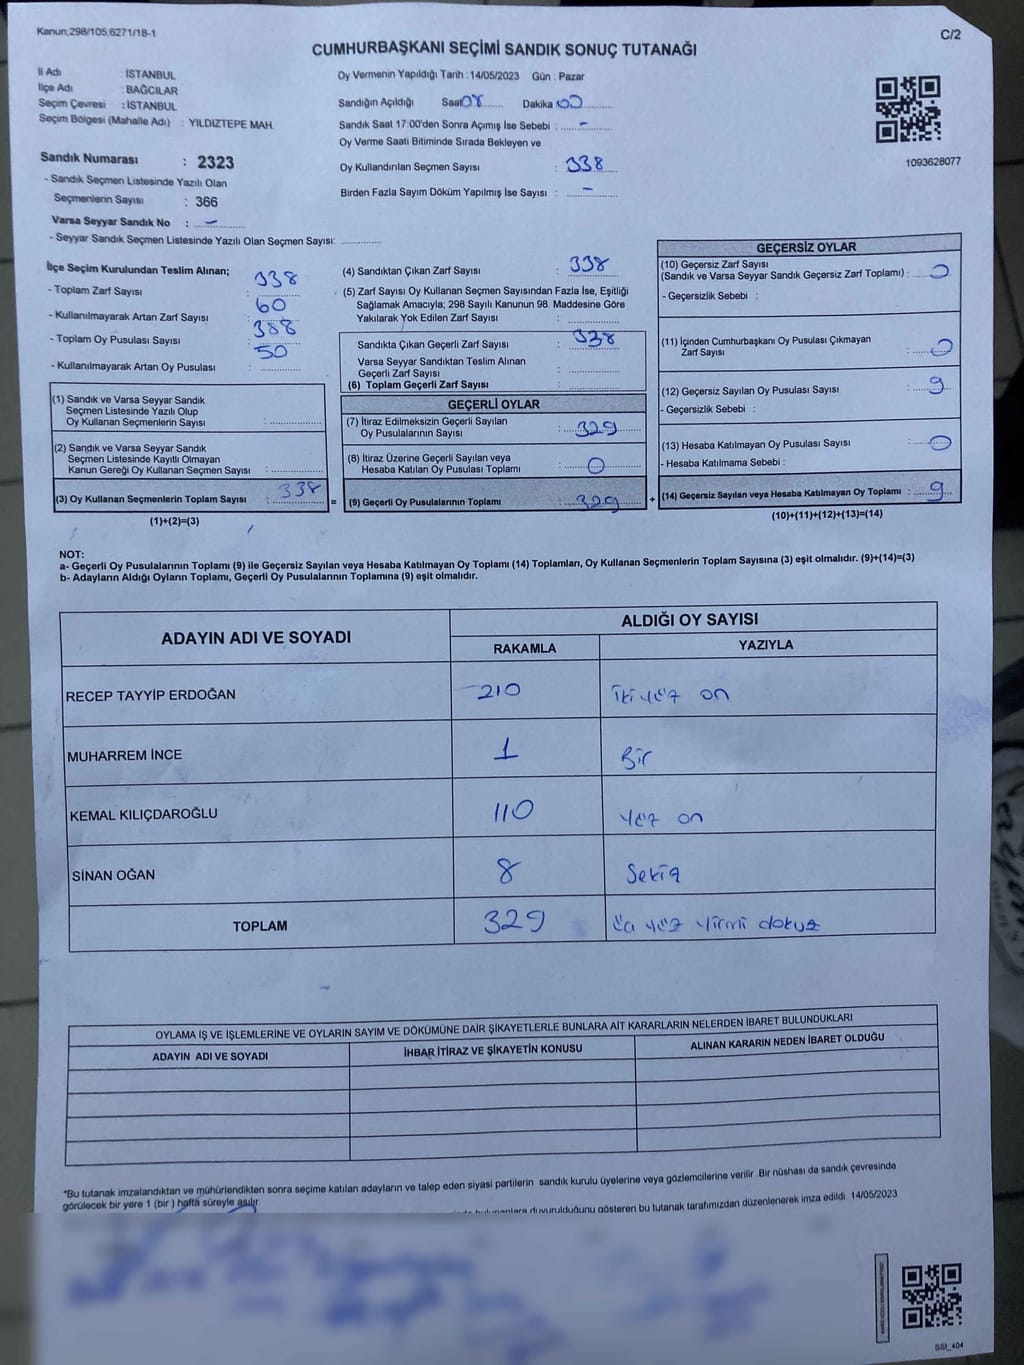 Kanun;298/105;6271/18-1
C/2
CUMHURBAŞKANI SEÇİMİ SANDIK SONUÇ TUTANAĞI
İl Adı : İSTANBUL
İlçe Adı : BAĞCILAR
Seçim Çevresi : İSTANBUL
Seçim Bölgesi (Mahalle Adı) : YILDIZTEPE MAH.
Oy Vermenin Yapıldığı Tarih : 14/05/2023 Gün : Pazar
Sandığın Açıldığı Saat 08 Dakika 00
Sandık Saat 17:00'den Sonra Açımış İse Sebebi : -
Oy Verme Saati Bitiminde Sırada Bekleyen ve
Oy Kullandırılan Seçmen Sayısı : 338
Birden Fazla Sayım Döküm Yapılmış İse Sayısı : -
1093628077
Sandık Numarası : 2323
- Sandık Seçmen Listesinde Yazılı Olan
Seçmenlerin Sayısı : 366
Varsa Seyyar Sandık No : -
- Seyyar Sandık Seçmen Listesinde Yazılı Olan Seçmen Sayısı:
İlçe Seçim Kurulundan Teslim Alınan;
- Toplam Zarf Sayısı : 338
- Kullanılmayarak Artan Zarf Sayısı : 60
- Toplam Oy Pusulası Sayısı : 388
- Kullanılmayarak Artan Oy Pusulası : 50
(1) Sandık ve Varsa Seyyar Sandık
Seçmen Listesinde Yazılı Olup
Oy Kullanan Seçmenlerin Sayısı :
(2) Sandık ve Varsa Seyyar Sandık
Seçmen Listesinde Kayıtlı Olmayan
Kanun Gereği Oy Kullanan Seçmen Sayısı :
(3) Oy Kullanan Seçmenlerin Toplam Sayısı : 338
(1)+(2)=(3)
(4) Sandıktan Çıkan Zarf Sayısı : 338
(5) Zarf Sayısı Oy Kullanan Seçmen Sayısından Fazla İse, Eşitliği
Sağlamak Amacıyla; 298 Sayılı Kanunun 98. Maddesine Göre
Yakılarak Yok Edilen Zarf Sayısı :
Sandıkta Çıkan Geçerli Zarf Sayısı : 338
Varsa Seyyar Sandıktan Teslim Alınan
Geçerli Zarf Sayısı :
(6) Toplam Geçerli Zarf Sayısı :
GEÇERLİ OYLAR
(7) İtiraz Edilmeksizin Geçerli Sayılan
Oy Pusulalarının Sayısı : 329
(8) İtiraz Üzerine Geçerli Sayılan veya
Hesaba Katılan Oy Pusulası Toplamı : 0
= (9) Geçerli Oy Pusulalarının Toplamı : 329 +
GEÇERSİZ OYLAR
(10) Geçersiz Zarf Sayısı
(Sandık ve Varsa Seyyar Sandık Geçersiz Zarf Toplamı) : 0
- Geçersizlik Sebebi :
(11) İçinden Cumhurbaşkanı Oy Pusulası Çıkmayan
Zarf Sayısı : 0
(12) Geçersiz Sayılan Oy Pusulası Sayısı : 9
- Geçersizlik Sebebi :
(13) Hesaba Katılmayan Oy Pusulası Sayısı : 0
- Hesaba Katılmama Sebebi :
(14) Geçersiz Sayılan veya Hesaba Katılmayan Oy Toplamı : 9
(10)+(11)+(12)+(13)=(14)
NOT:
a- Geçerli Oy Pusulalarının Toplamı (9) ile Geçersiz Sayılan veya Hesaba Katılmayan Oy Toplamı (14) Toplamları, Oy Kullanan Seçmenlerin Toplam Sayısına (3) eşit olmalıdır. (9)+(14)=(3)
b- Adayların Aldığı Oyların Toplamı, Geçerli Oy Pusulalarının Toplamına (9) eşit olmalıdır.
ADAYIN ADI VE SOYADI
ALDIĞI OY SAYISI
RAKAMLA YAZIYLA
RECEP TAYYİP ERDOĞAN 210 iki yüz on
MUHARREM İNCE 1 Bir
KEMAL KILIÇDAROĞLU 110 yüz on
SİNAN OĞAN 8 Sekiz
TOPLAM 329 üç yüz yirmi dokuz
OYLAMA İŞ VE İŞLEMLERİNE VE OYLARIN SAYIM VE DÖKÜMÜNE DAİR ŞİKAYETLERLE BUNLARA AİT KARARLARIN NELERDEN İBARET BULUNDUKLARI
ADAYIN ADI VE SOYADI İHBAR İTİRAZ VE ŞİKAYETİN KONUSU ALINAN KARARIN NEDEN İBARET OLDUĞU
*Bu tutanak imzalandıktan ve mühürlendikten sonra seçime katılan adayların ve talep eden siyasi partilerin sandık kurulu üyelerine veya gözlemcilerine verilir. Bir nüshası da sandık çevresinde
görülecek bir yere 1 (bir ) hafta süreyle asılır.
duyurulduğunu gösteren bu tutanak tarafımızdan düzenlenerek imza edildi. 14/05/2023
SSI_404